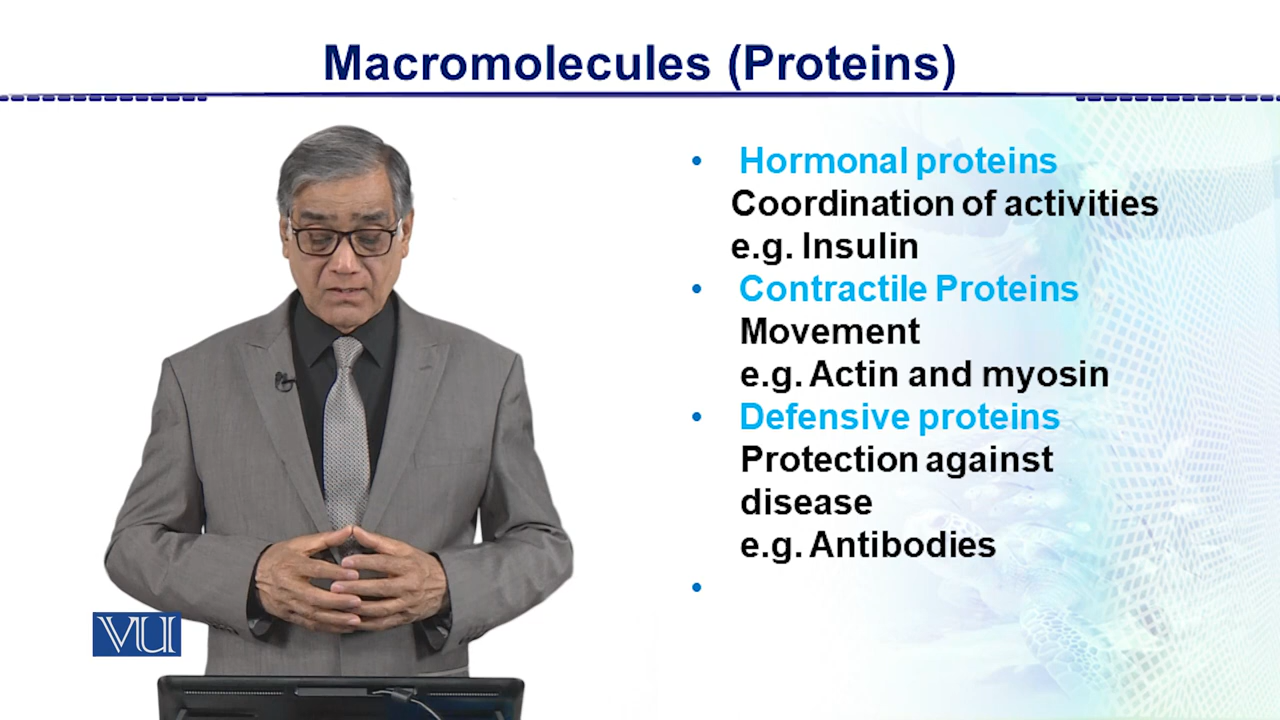 Macromolecules (Proteins)
• Hormonal proteins
Coordination of activities
e.g. Insulin
• Contractile Proteins
Movement
e.g. Actin and myosin
• Defensive proteins
Protection against
disease
e.g. Antibodies
•
VU